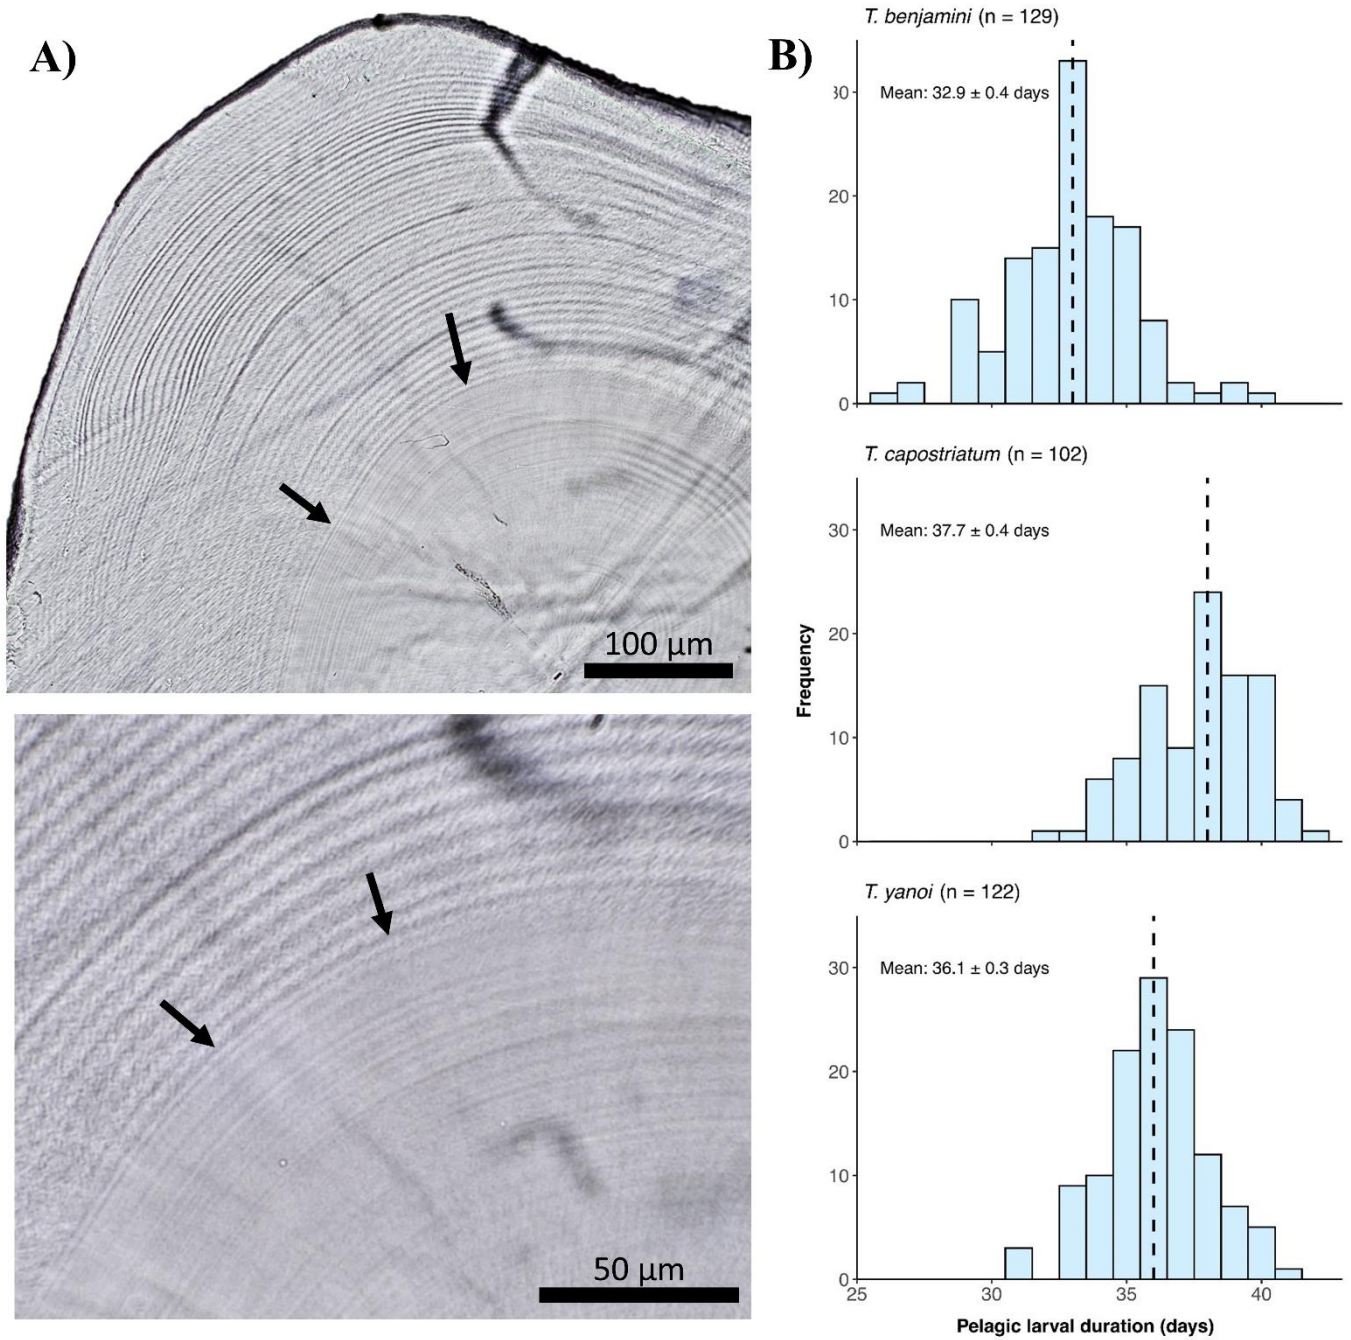 A)
100 µm
50 µm
B)
T. benjamini (n = 129)
Mean: 32.9 ± 0.4 days
30
20
10
0
T. capostriatum (n = 102)
Mean: 37.7 ± 0.4 days
30
20
10
0
Frequency
T. yanoi (n = 122)
Mean: 36.1 ± 0.3 days
30
20
10
0
25 30 35 40
Pelagic larval duration (days)